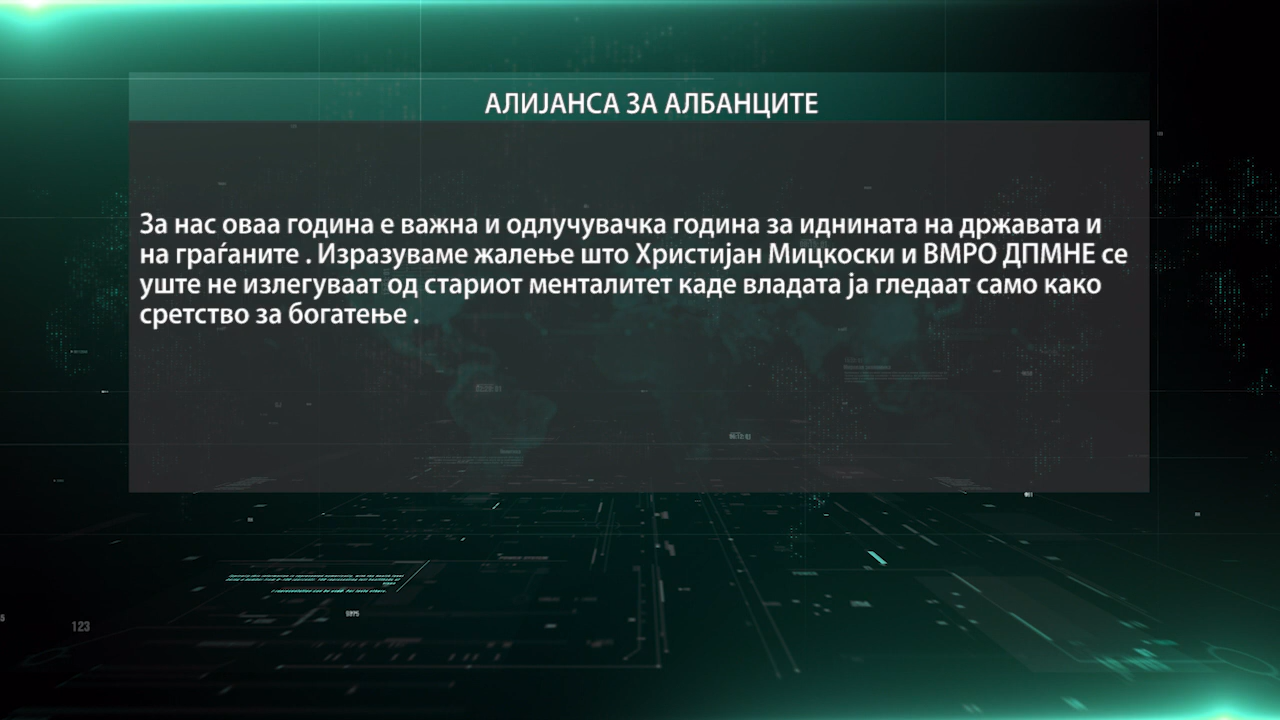 АЛИЈАНСА ЗА АЛБАНЦИТЕ
За нас оваа година е важна и одлучувачка година за иднината на државата и
на граѓаните . Изразуваме жалење што Христијан Мицкоски и ВМРО ДПМНЕ се
уште не излегуваат од стариот менталитет каде владата ја гледаат само како
сретство за богатење .
123